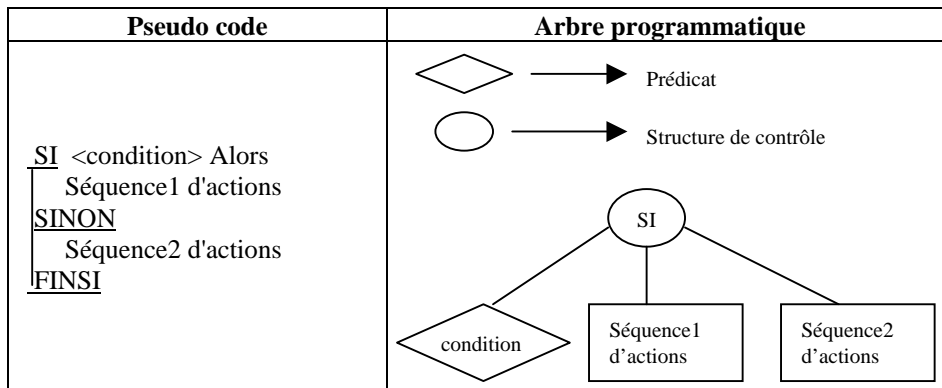 Pseudo code
Arbre programmatique
SI <condition> Alors
Séquence1 d'actions
SINON
Séquence2 d'actions
FINSI
Prédicat
Structure de contrôle
SI
condition
Séquence1
d’actions
Séquence2
d’actions